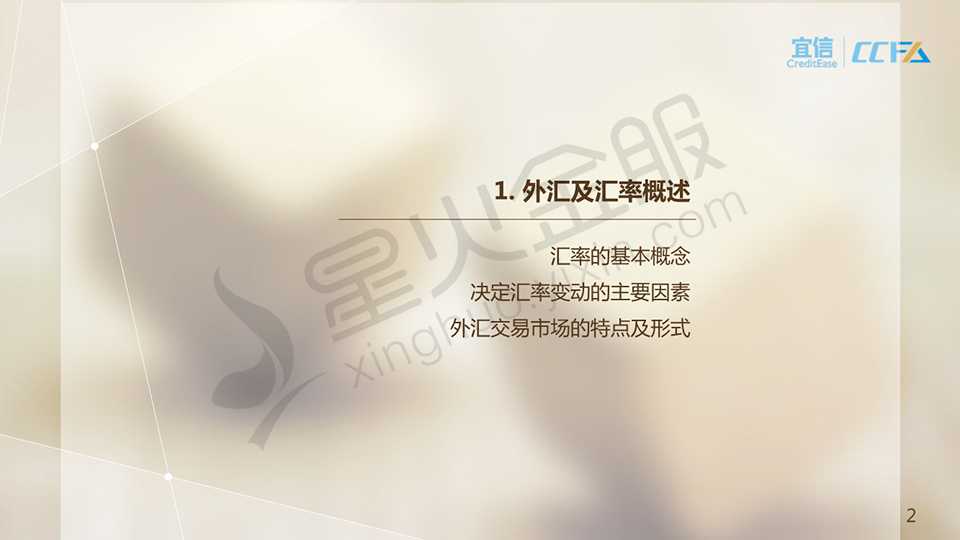 宜信
CreditEase
CCFA
1. 外汇及汇率概述
汇率的基本概念
决定汇率变动的主要因素
外汇交易市场的特点及形式
星火金服
xinghuo.yixin.com
2